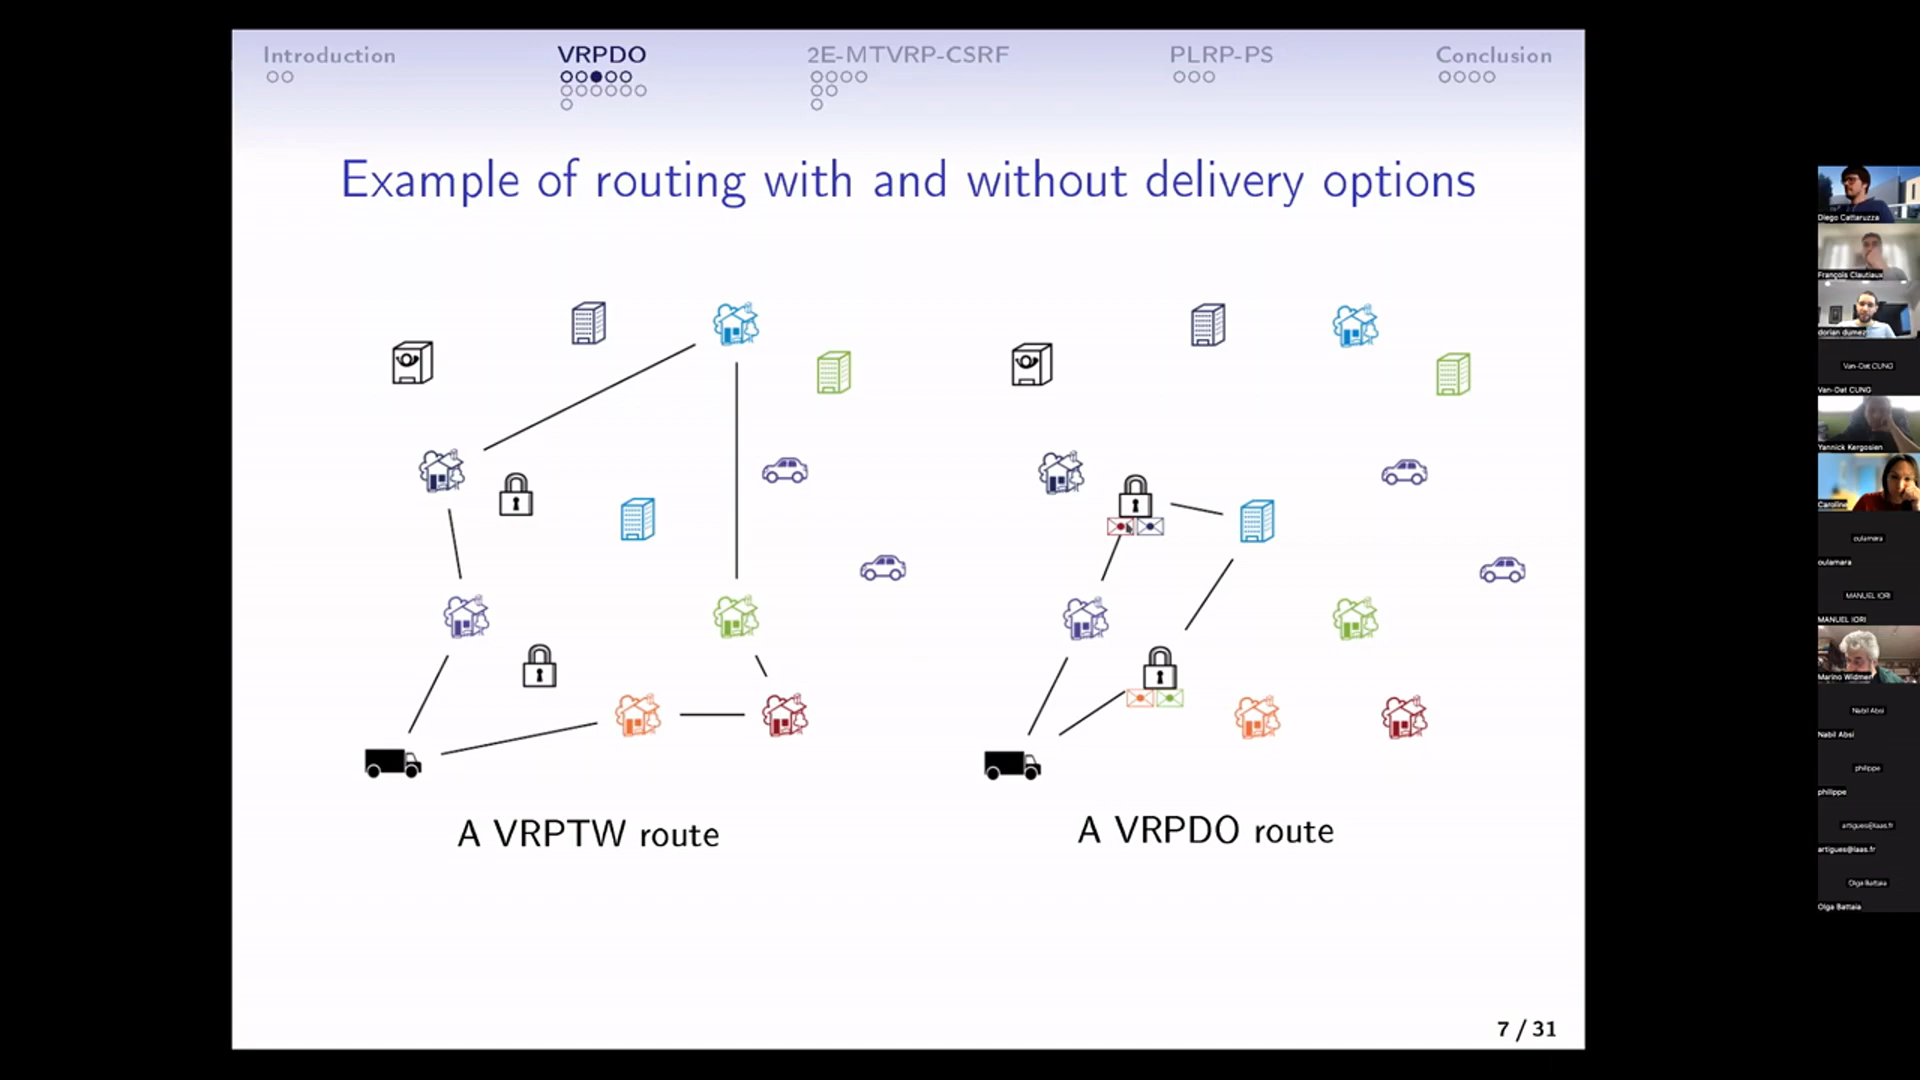 Introduction
VRPDO
2E-MTVRP-CSRF
PLRP-PS
Conclusion
Example of routing with and without delivery options
A VRPTW route
A VRPDO route
7 / 31
Diego Cattaruzza
François Clautiaux
dorian dumez
Van-Dat CUNG
Van-Dat CUNG
Yannick Kergosien
Caroline
oulamara
oulamara
MANUEL IORI
MANUEL IORI
Marino Widmer
Nabil Absi
Nabil Absi
philippe
philippe
artigues@laas.fr
artigues@laas.fr
Olga Battaia
Olga Battaia